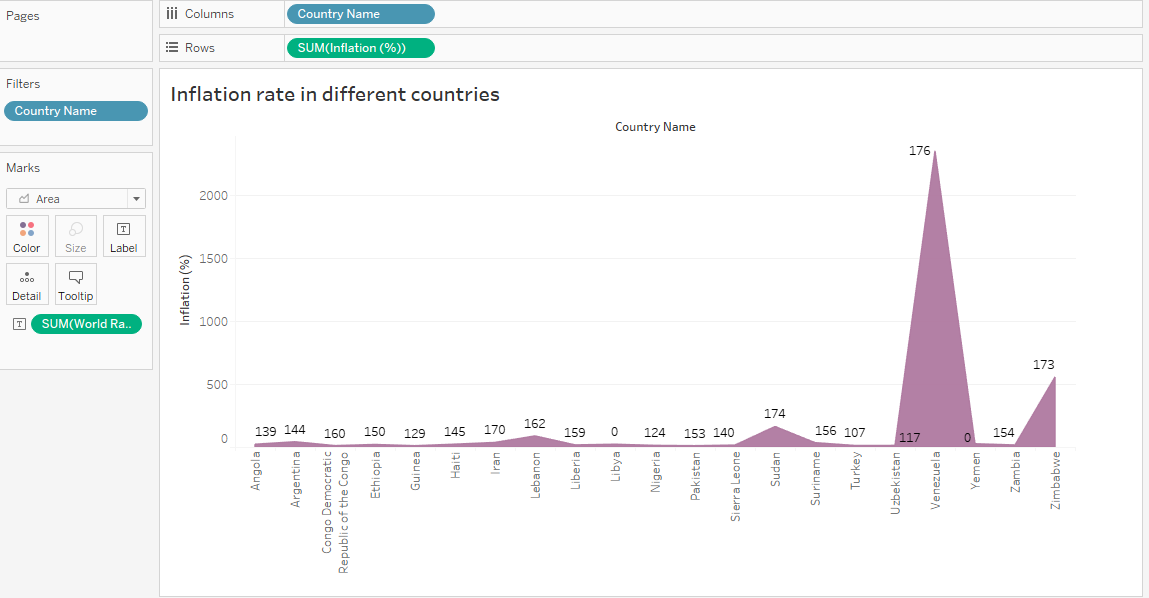 Pages
Columns
Country Name
Rows
SUM(Inflation (%))
Filters
Country Name
Marks
Area
Color
Size
Label
Detail
Tooltip
SUM(World Ra..
Inflation rate in different countries
Country Name
Inflation (%)
2000
1500
1000
500
0
139
144
160
150
129
145
170
162
159
0
124
153
140
174
156
107
117
176
0
154
173
Angola
Argentina
Congo Democratic
Republic of the Congo
Ethiopia
Guinea
Haiti
Iran
Lebanon
Liberia
Libya
Nigeria
Pakistan
Sierra Leone
Sudan
Suriname
Turkey
Uzbekistan
Venezuela
Yemen
Zambia
Zimbabwe